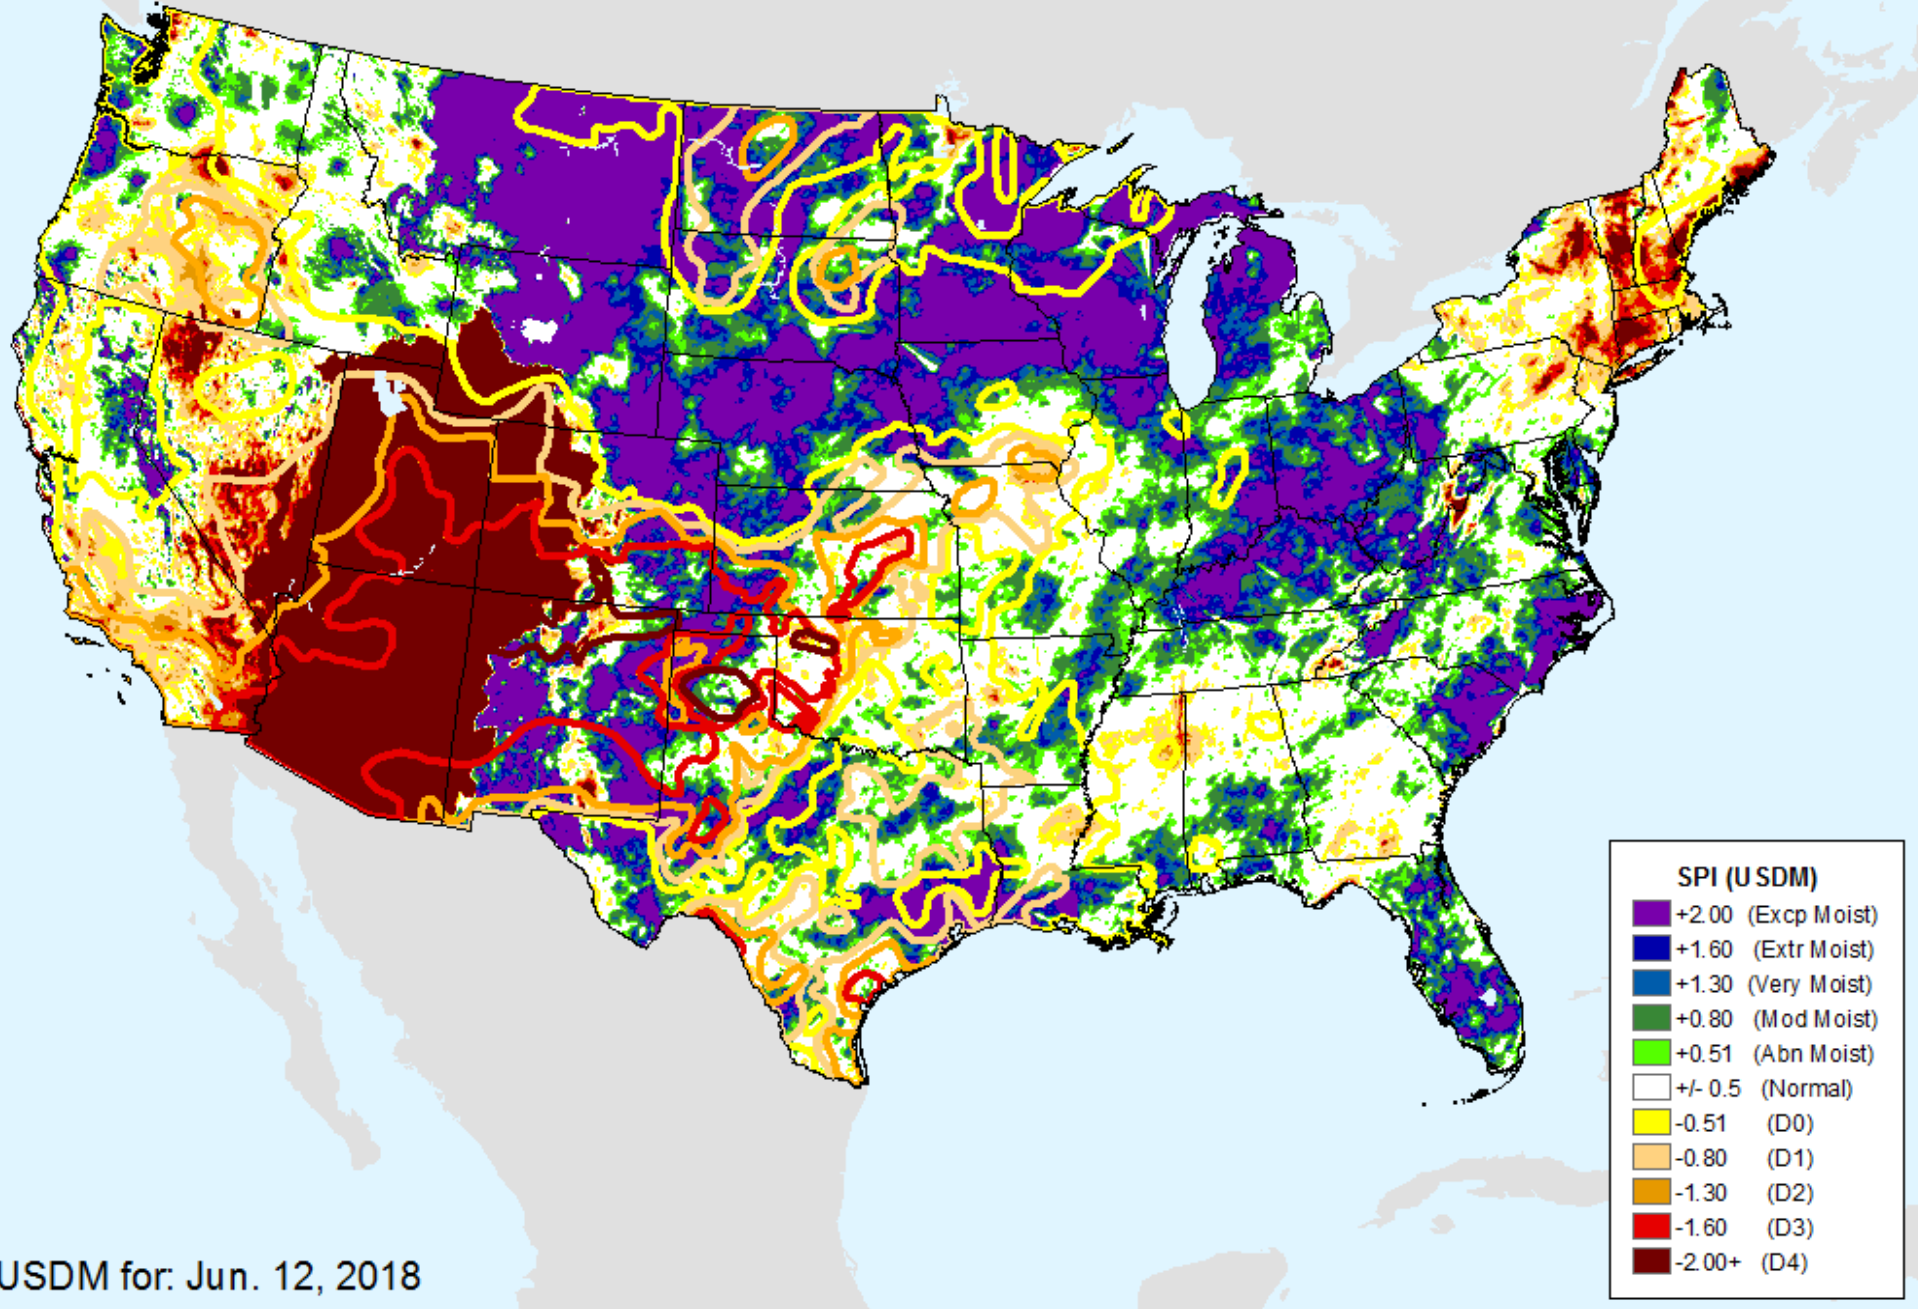 SPI (USDM)
+2.00 (Excp Moist)
+1.60 (Extr Moist)
+1.30 (Very Moist)
+0.80 (Mod Moist)
+0.51 (Abn Moist)
+/- 0.5 (Normal)
-0.51 (D0)
-0.80 (D1)
-1.30 (D2)
-1.60 (D3)
-2.00+ (D4)
USDM for: Jun. 12, 2018